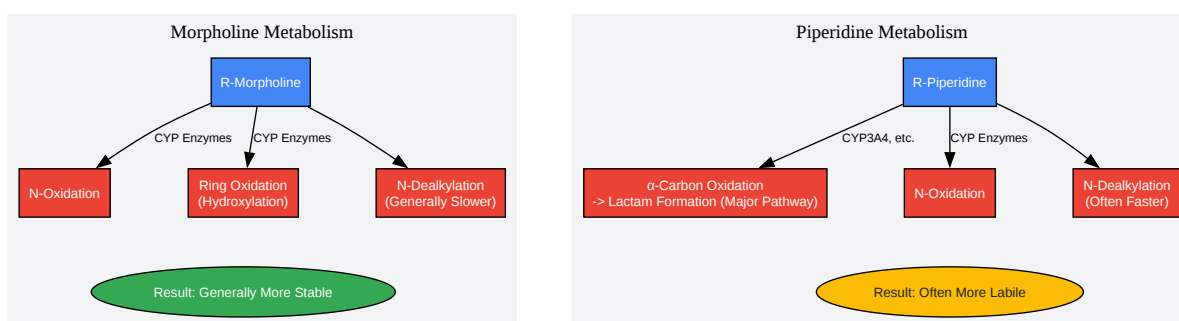 Morpholine Metabolism
R-Morpholine
CYP Enzymes
CYP Enzymes
N-Oxidation
Ring Oxidation
(Hydroxylation)
N-Dealkylation
(Generally Slower)
Result: Generally More Stable
Piperidine Metabolism
R-Piperidine
CYP3A4, etc.
CYP Enzymes
α-Carbon Oxidation
-> Lactam Formation (Major Pathway)
N-Oxidation
N-Dealkylation
(Often Faster)
Result: Often More Labile